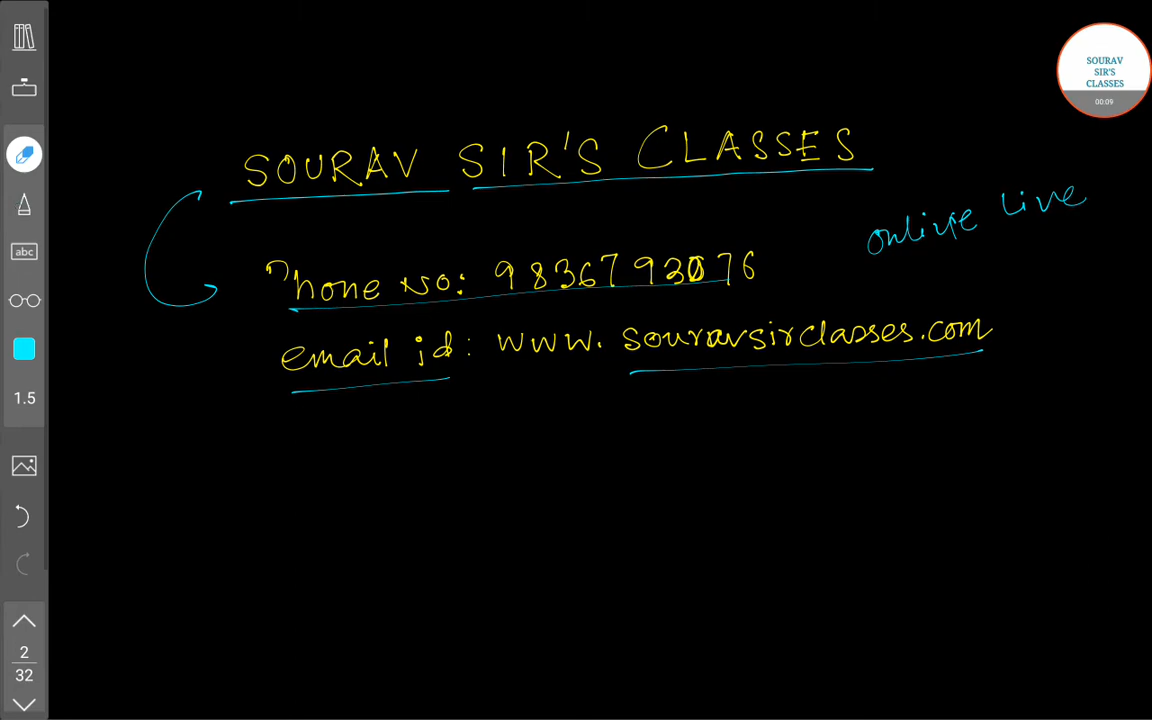 SOURAV
SIR'S
CLASSES
00:09
SOURAV SIR'S CLASSES
online live
Phone No: 9836793076
email id: www.souravsirclasses.com
abc
1.5
2
32